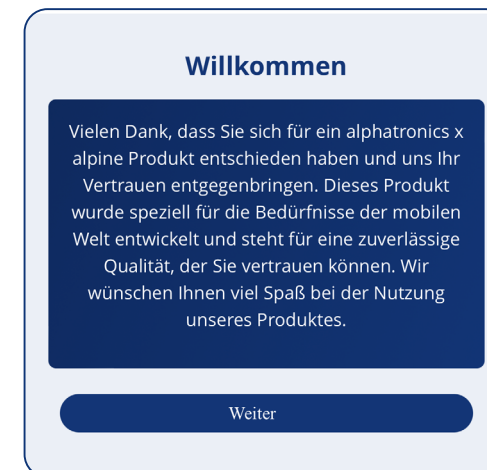 Willkommen
Vielen Dank, dass Sie sich für ein alphatronics x
alpine Produkt entschieden haben und uns Ihr
Vertrauen entgegenbringen. Dieses Produkt
wurde speziell für die Bedürfnisse der mobilen
Welt entwickelt und steht für eine zuverlässige
Qualität, der Sie vertrauen können. Wir
wünschen Ihnen viel Spaß bei der Nutzung
unseres Produktes.
Weiter